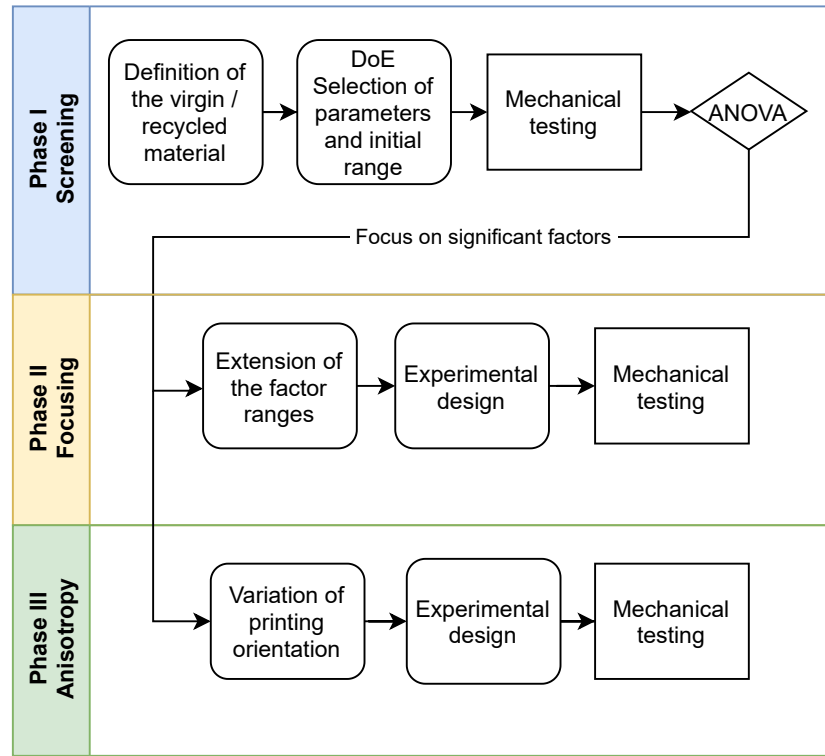 Phase I
Screening
Definition of
the virgin /
recycled
material
DoE
Selection of
parameters
and initial
range
Mechanical
testing
ANOVA
Focus on significant factors
Phase II
Focusing
Extension of
the factor
ranges
Experimental
design
Mechanical
testing
Phase III
Anisotropy
Variation of
printing
orientation
Experimental
design
Mechanical
testing